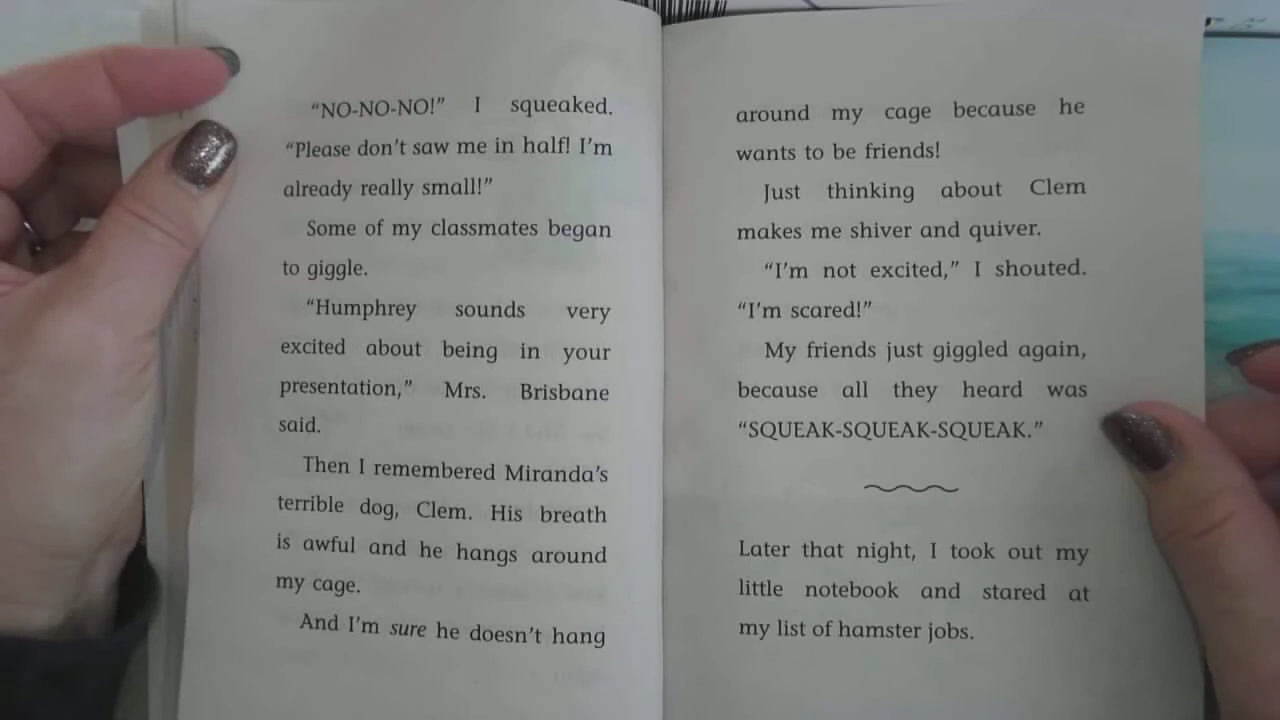 “NO-NO-NO!” I squeaked.
“Please don’t saw me in half! I’m
already really small!”
Some of my classmates began
to giggle.
“Humphrey sounds very
excited about being in your
presentation,” Mrs. Brisbane
said.
Then I remembered Miranda’s
terrible dog, Clem. His breath
is awful and he hangs around
my cage.
And I’m sure he doesn’t hang
around my cage because he
wants to be friends!
Just thinking about Clem
makes me shiver and quiver.
“I’m not excited,” I shouted.
“I’m scared!”
My friends just giggled again,
because all they heard was
“SQUEAK-SQUEAK-SQUEAK.”
Later that night, I took out my
little notebook and stared at
my list of hamster jobs.